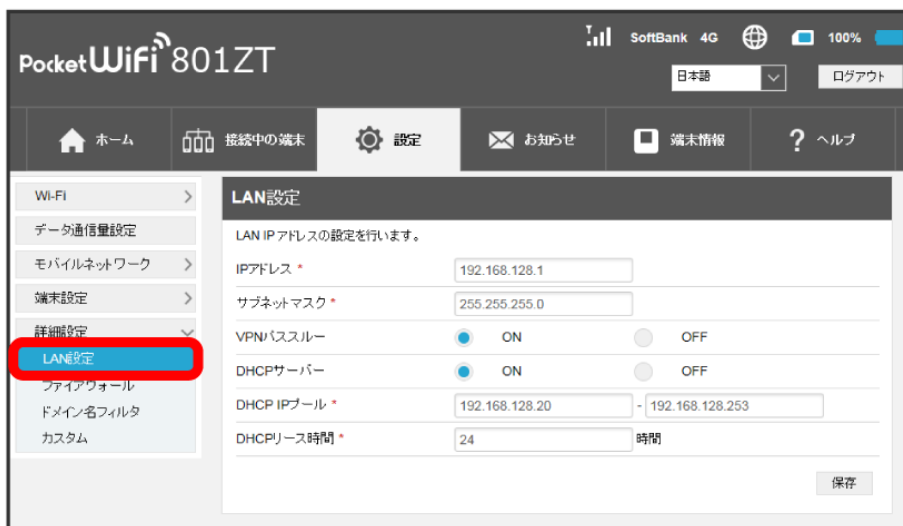 SoftBank 4G 100%
Pocket WiFi 801ZT
日本語 ログアウト
ホーム 接続中の端末 設定 お知らせ 端末情報 ヘルプ
Wi-Fi
データ通信量設定
モバイルネットワーク
端末設定
詳細設定
LAN設定
ファイアウォール
ドメイン名フィルタ
カスタム
LAN設定
LAN IPアドレスの設定を行います。
IPアドレス * 192.168.128.1
サブネットマスク * 255.255.255.0
VPNパススルー ON OFF
DHCPサーバー ON OFF
DHCP IPプール * 192.168.128.20 - 192.168.128.253
DHCPリース時間 * 24 時間
保存